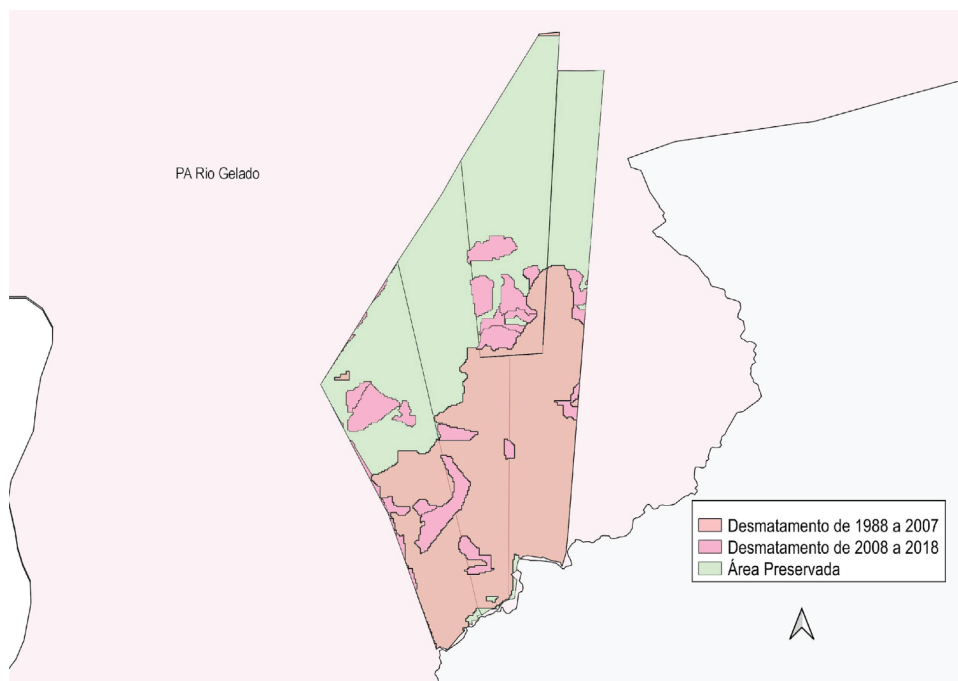 PA Rio Gelado
Desmatamento de 1988 a 2007
Desmatamento de 2008 a 2018
Área Preservada